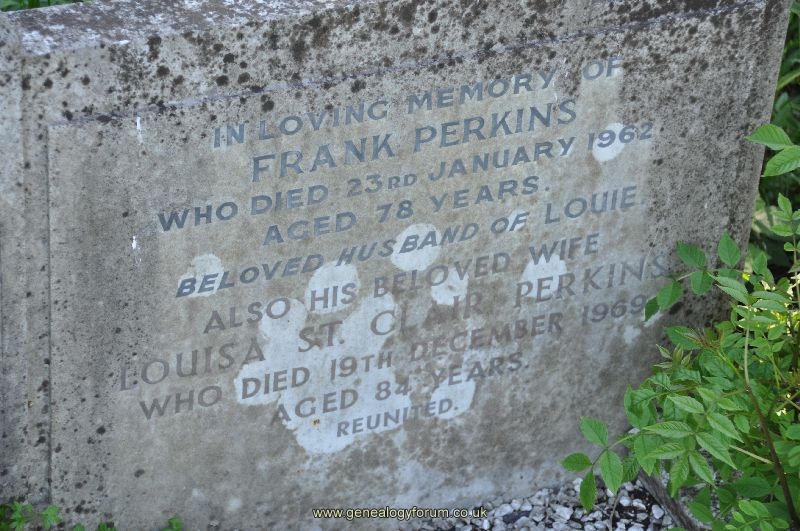 IN LOVING MEMORY OF
FRANK PERKINS
WHO DIED 23RD JANUARY 1962
AGED 78 YEARS.
BELOVED HUSBAND OF LOUIE.
ALSO HIS BELOVED WIFE
LOUISA ST. CLAIR PERKINS
WHO DIED 19TH DECEMBER 1969
AGED 84 YEARS.
REUNITED.
www.genealogyforum.co.uk